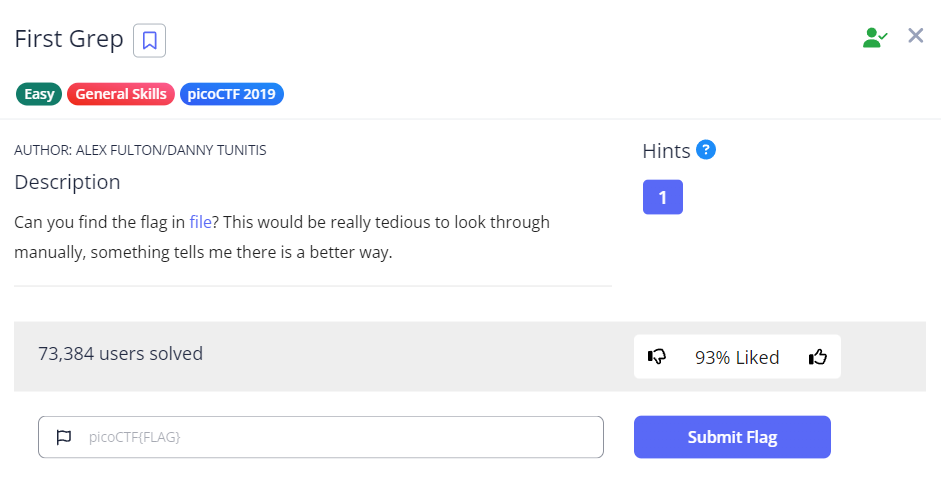 First Grep
Easy General Skills picoCTF 2019
AUTHOR: ALEX FULTON/DANNY TUNITIS
Description
Can you find the flag in file? This would be really tedious to look through
manually, something tells me there is a better way.
Hints ?
1
73,384 users solved
93% Liked
picoCTF{FLAG}
Submit Flag